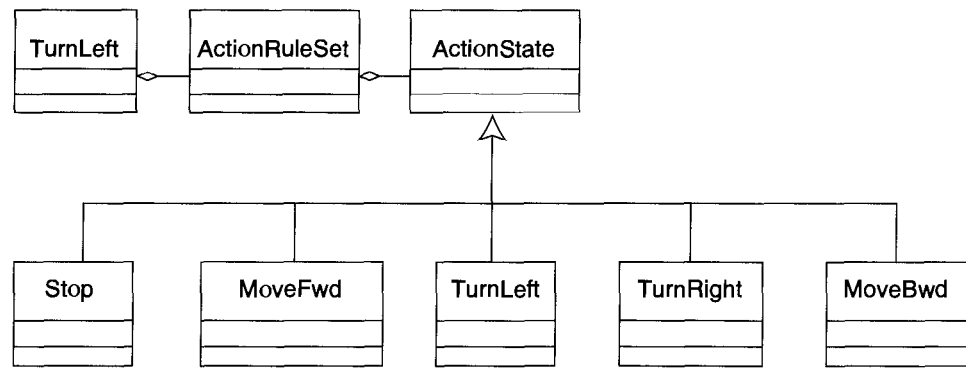 TurnLeft
ActionRuleSet
ActionState
Stop
MoveFwd
TurnLeft
TurnRight
MoveBwd